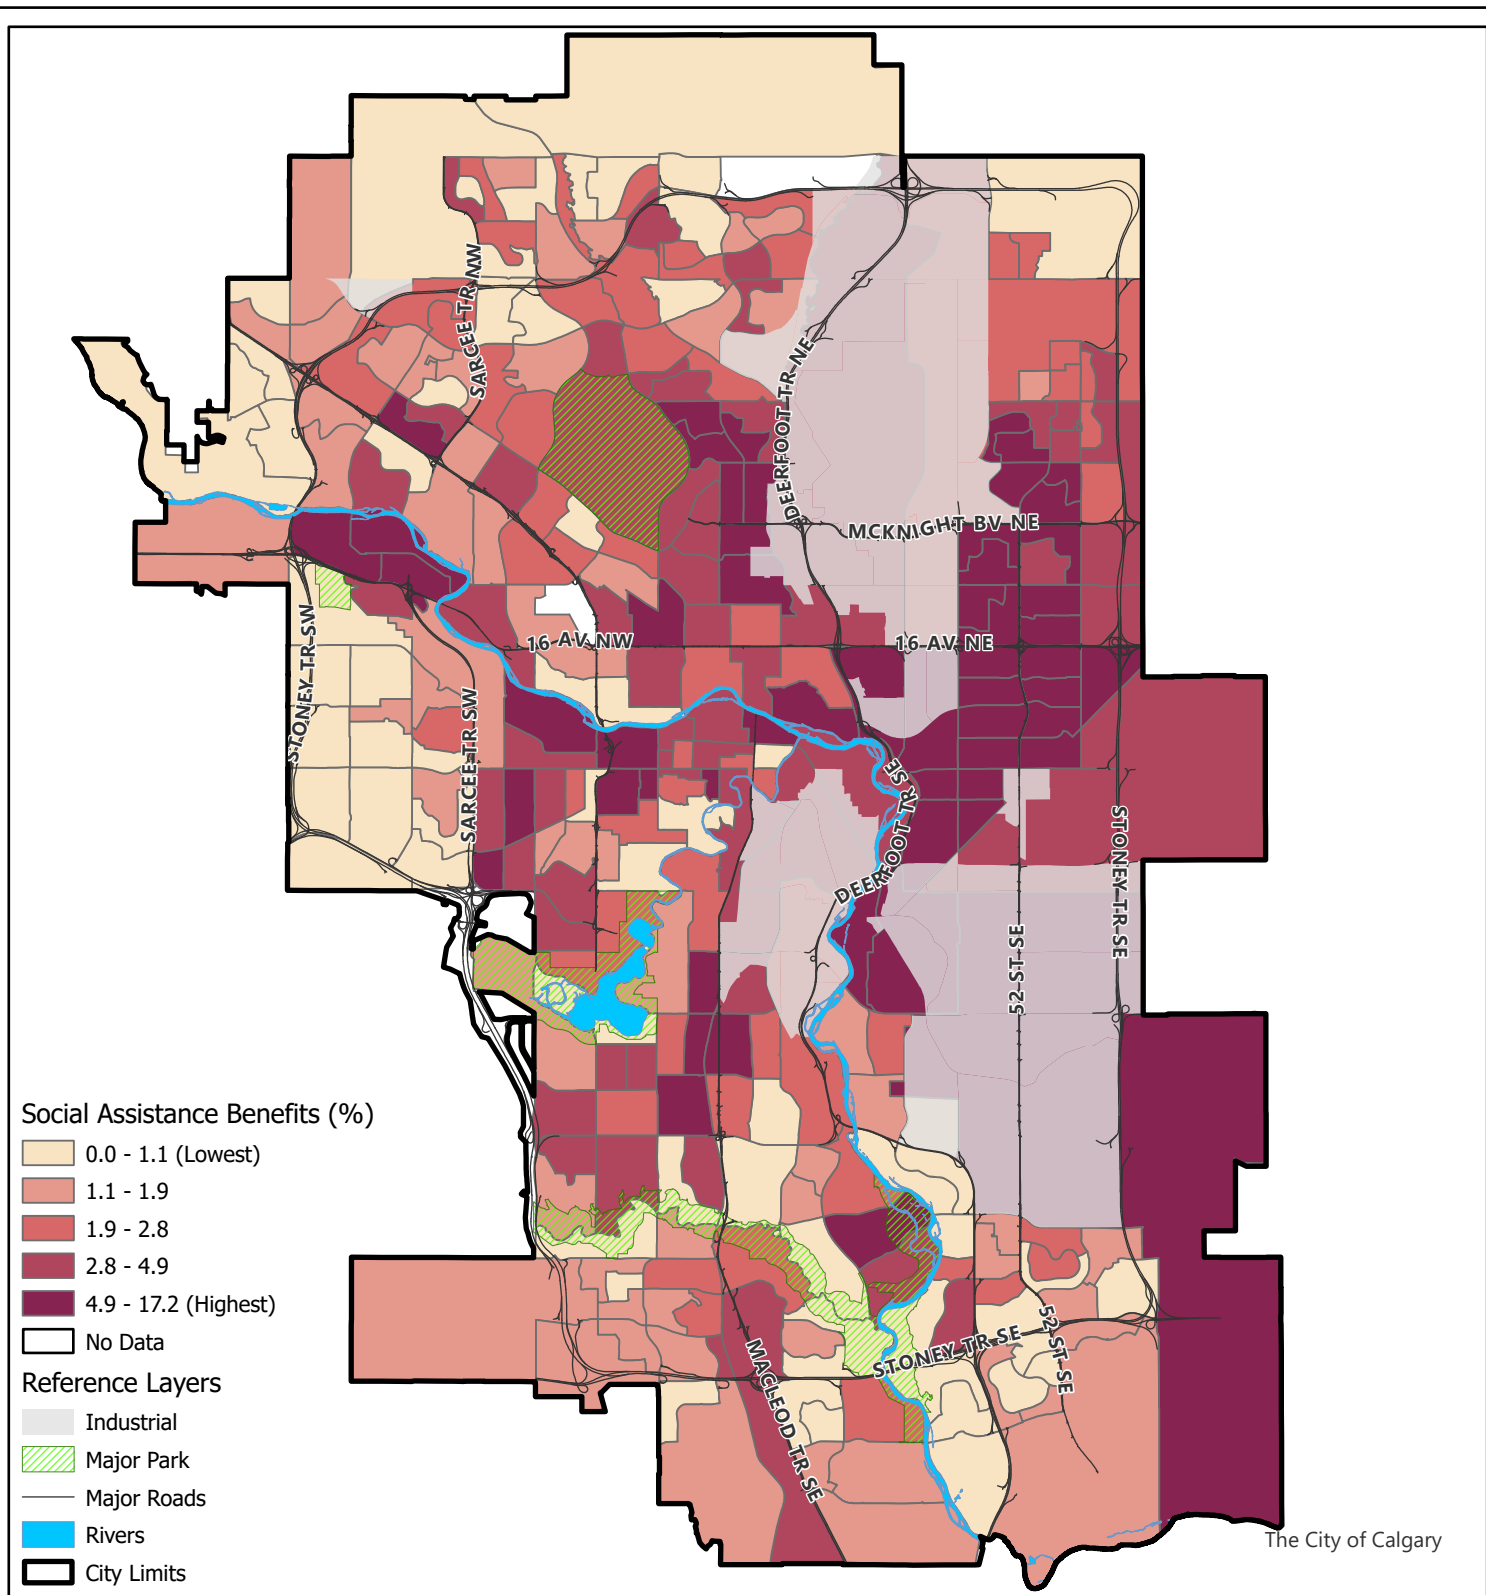 SARCEE TR NW
DEERFOOT TR NE
MCKNIGHT BV NE
16 AV NW
16 AV NE
STONEY TR SW
SARCEE TR SW
DEERFOOT TR SE
STONEY TR SE
52 ST SE
STONEY TR SE
52 ST SE
MACLEOD TR SE
Social Assistance Benefits (%)
0.0 - 1.1 (Lowest)
1.1 - 1.9
1.9 - 2.8
2.8 - 4.9
4.9 - 17.2 (Highest)
No Data
Reference Layers
Industrial
Major Park
Major Roads
Rivers
City Limits
The City of Calgary